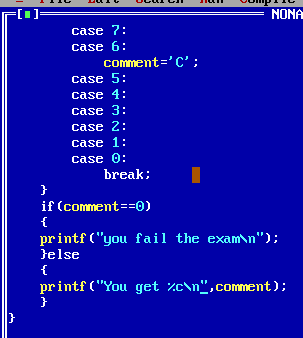 ≡ File Edit Search Run Compile
[■] NONA
case 7:
case 6:
comment='C';
case 5:
case 4:
case 3:
case 2:
case 1:
case 0:
break;
}
if(comment==0)
{
printf("you fail the exam\n");
}else
{
printf("You get %c\n",comment);
}
}